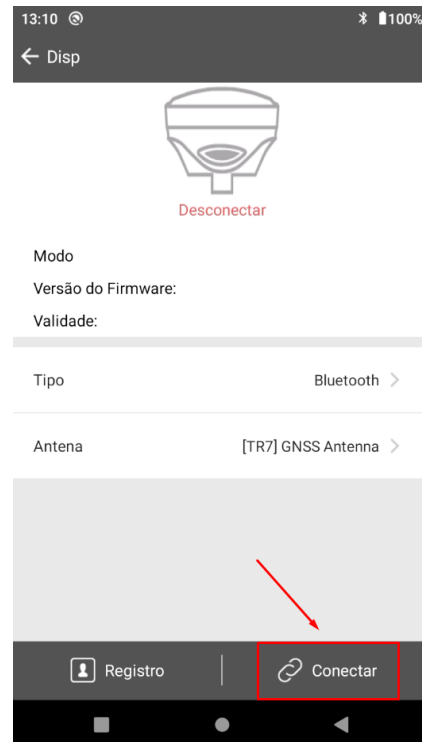 13:10 100%
Disp
Desconectar
Modo
Versão do Firmware:
Validade:
Tipo Bluetooth
Antena [TR7] GNSS Antenna
Registro Conectar